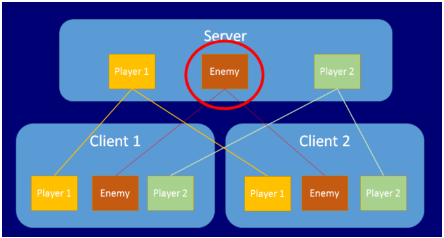 Server
Player 1
Enemy
Player 2
Client 1
Client 2
Player 1
Enemy
Player 2
Player 1
Enemy
Player 2